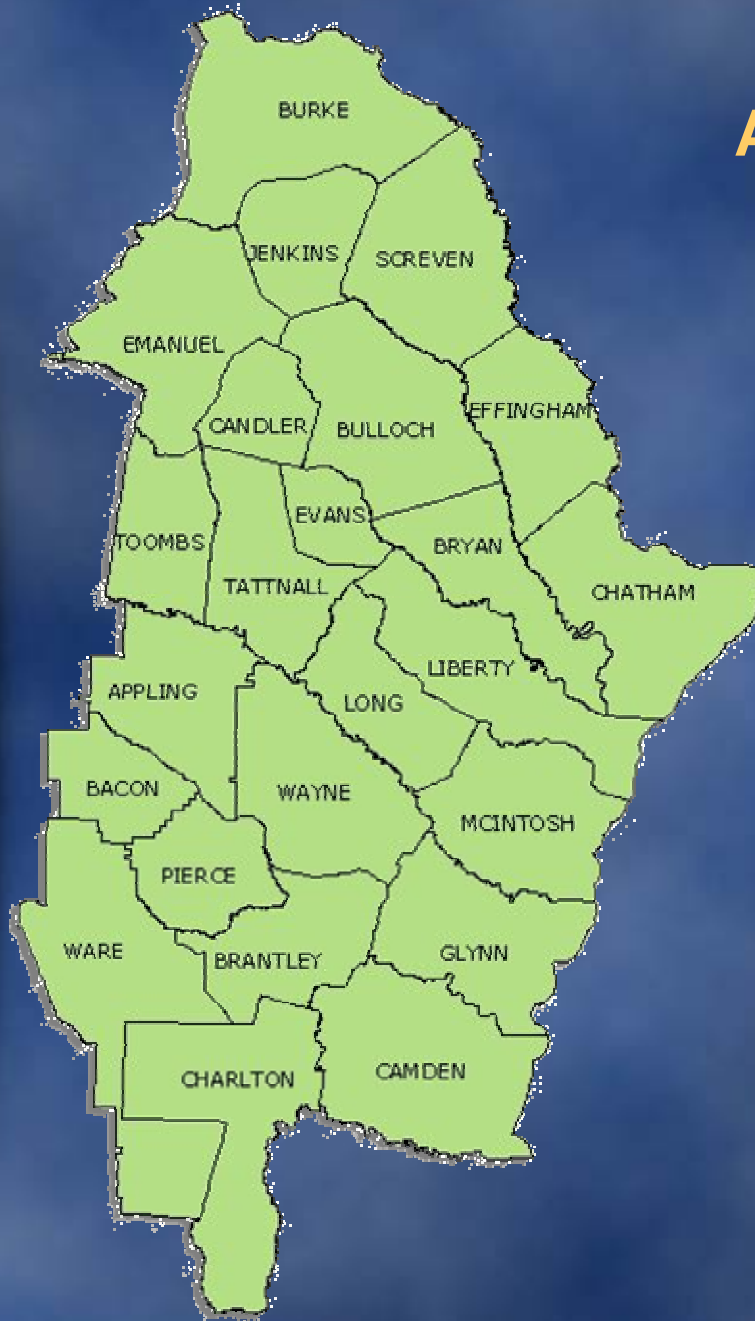 A
BURKE
JENKINS
SCREVEN
EMANUEL
EFFINGHAM
CANDLER
BULLOCH
EVANS
TOOMBS
BRYAN
TATTNALL
CHATHAM
LIBERTY
APPLING
LONG
BACON
WAYNE
MCINTOSH
PIERCE
WARE
BRANTLEY
GLYNN
CHARLTON
CAMDEN